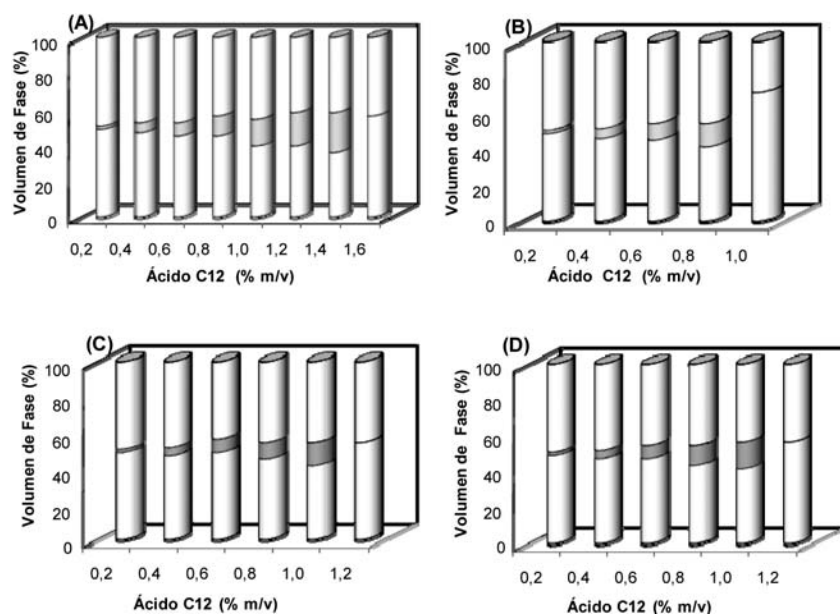 (A)
Volumen de Fase (%)
100
80
60
40
20
0
0,2 0,4 0,6 0,8 1,0 1,2 1,4 1,6
Ácido C12 (% m/v)
(B)
Volumen de Fase (%)
100
80
60
40
20
0
0,2 0,4 0,6 0,8 1,0
Ácido C12 (% m/v)
(C)
Volumen de Fase (%)
100
80
60
40
20
0
0,2 0,4 0,6 0,8 1,0 1,2
Ácido C12 (% m/v)
(D)
Volumen de Fase (%)
100
80
60
40
20
0
0,2 0,4 0,6 0,8 1,0 1,2
Ácido C12 (% m/v)